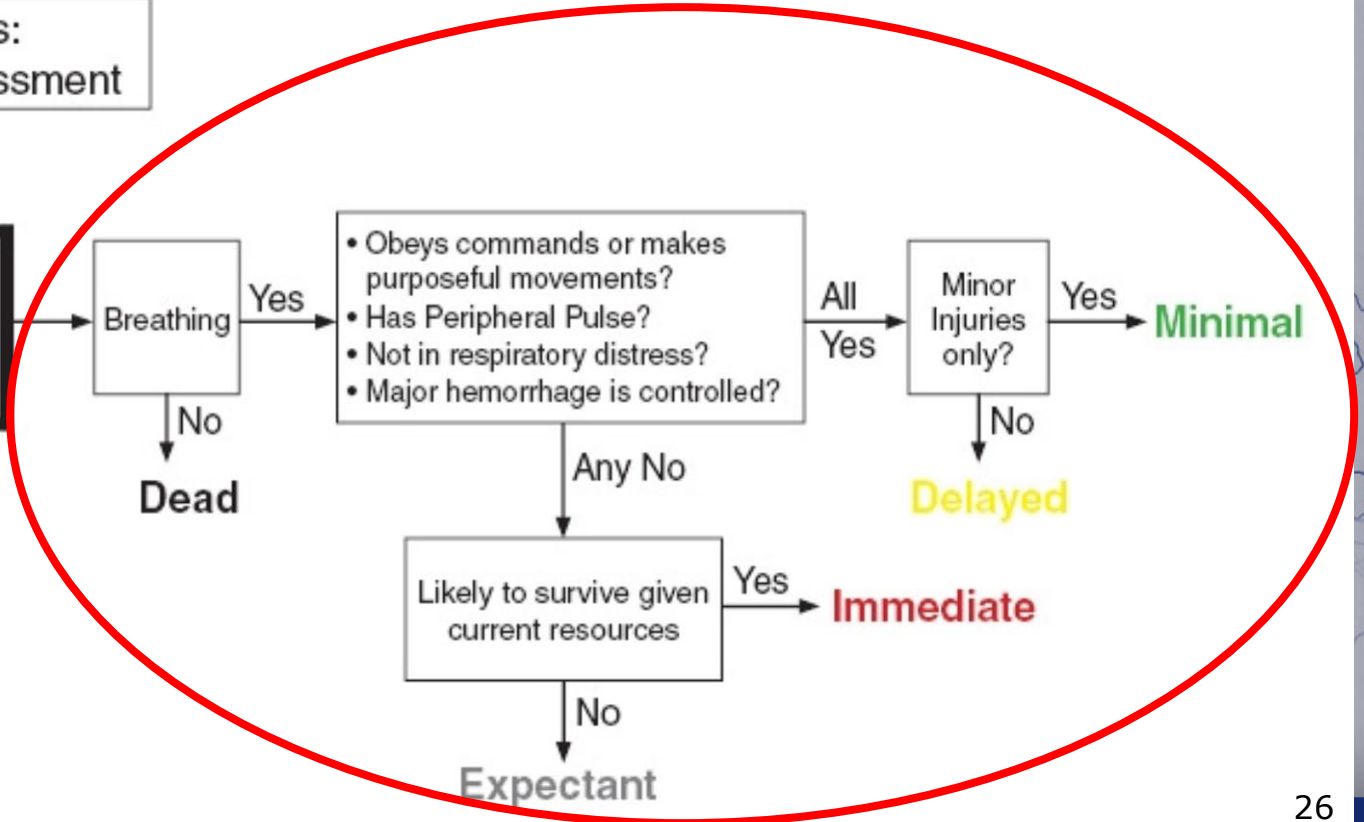 s:
ssment
Breathing
Yes
No
Dead
• Obeys commands or makes
purposeful movements?
• Has Peripheral Pulse?
• Not in respiratory distress?
• Major hemorrhage is controlled?
All
Yes
Minor
Injuries
only?
Yes
Minimal
No
Delayed
Any No
Likely to survive given
current resources
Yes
Immediate
No
Expectant
26